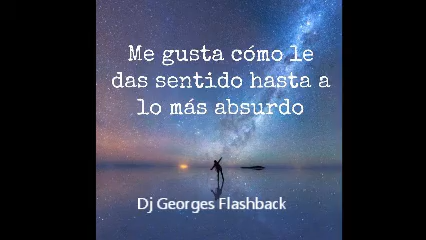 Me gusta cómo le
das sentido hasta a
lo más absurdo
Dj Georges Flashback